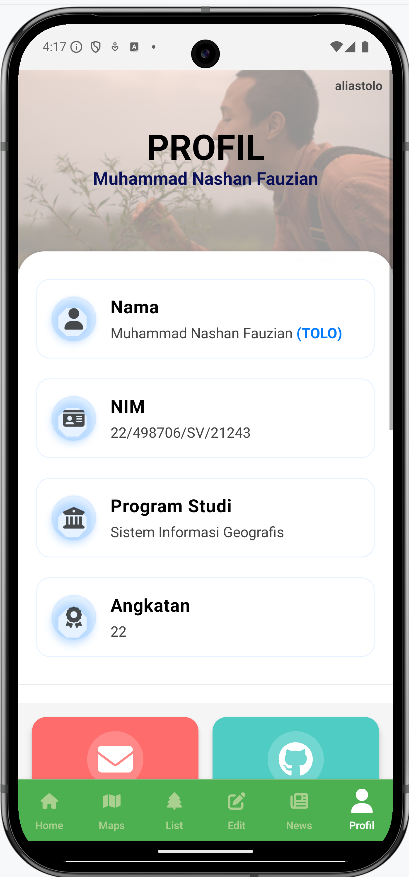 4:17
aliastolo
PROFIL
Muhammad Nashan Fauzian
Nama
Muhammad Nashan Fauzian (TOLO)
NIM
22/498706/SV/21243
Program Studi
Sistem Informasi Geografis
Angkatan
22
Home Maps List Edit News Profil